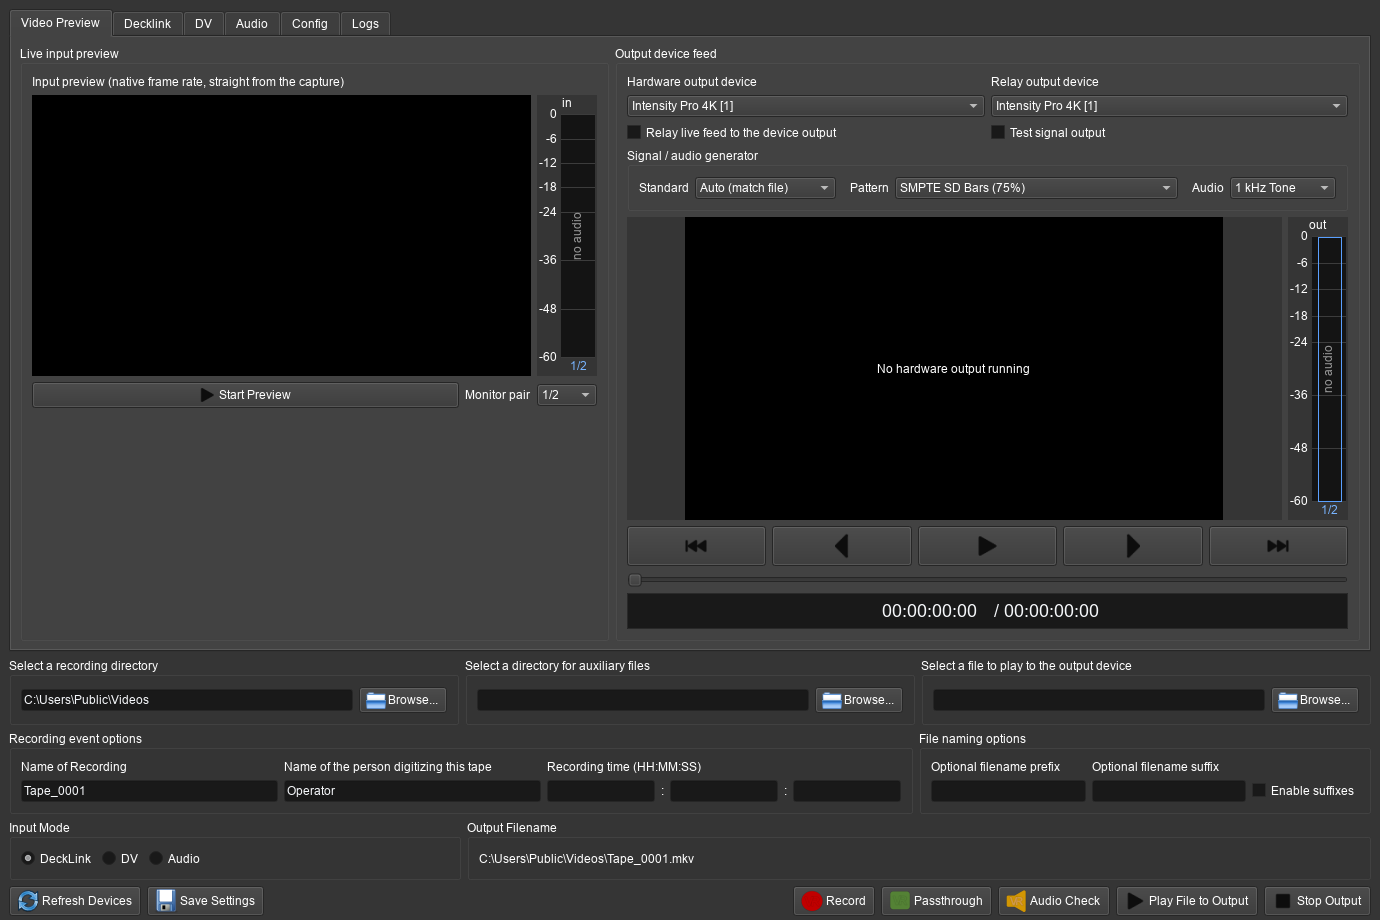 Video Preview
Decklink
DV
Audio
Config
Logs
Live input preview
Input preview (native frame rate, straight from the capture)
in
0
-6
-12
-18
-24
-36
-48
-60
no audio
1/2
Start Preview
Monitor pair
1/2
Output device feed
Hardware output device
Relay output device
Intensity Pro 4K [1]
Intensity Pro 4K [1]
Relay live feed to the device output
Test signal output
Signal / audio generator
Standard
Auto (match file)
Pattern
SMPTE SD Bars (75%)
Audio
1 kHz Tone
No hardware output running
out
0
-6
-12
-18
-24
-36
-48
-60
no audio
1/2
00:00:00:00 / 00:00:00:00
Select a recording directory
C:\Users\Public\Videos
Browse...
Select a directory for auxiliary files
Browse...
Select a file to play to the output device
Browse...
Recording event options
Name of Recording
Name of the person digitizing this tape
Recording time (HH:MM:SS)
Tape_0001
Operator
:
:
File naming options
Optional filename prefix
Optional filename suffix
Enable suffixes
Input Mode
DeckLink
DV
Audio
Output Filename
C:\Users\Public\Videos\Tape_0001.mkv
Refresh Devices
Save Settings
Record
Passthrough
Audio Check
Play File to Output
Stop Output